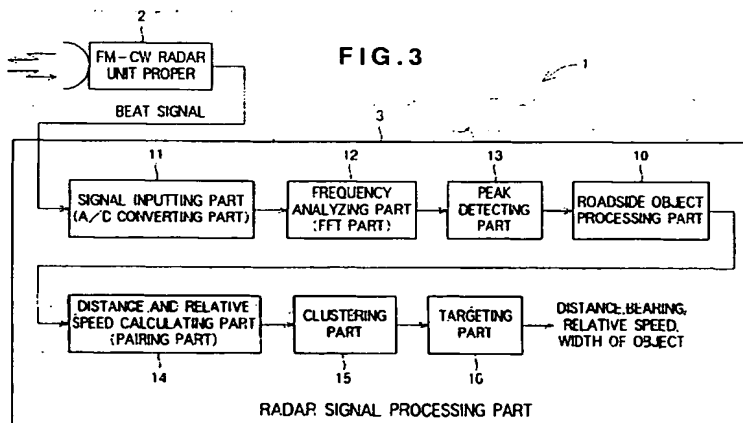 2
FM-CW RADAR
UNIT PROPER
FIG.3
1
BEAT SIGNAL
3
11
12
13
10
SIGNAL INPUTTING PART
(A/D CONVERTING PART)
FREQUENCY
ANALYZING PART
(FFT PART)
PEAK
DETECTING
PART
ROADSIDE OBJECT
PROCESSING PART
DISTANCE AND RELATIVE
SPEED CALCULATING PART
(PAIRING PART)
CLUSTERING
PART
TARGETING
PART
DISTANCE,BEARING,
RELATIVE SPEED,
WIDTH OF OBJECT
14
15
16
RADAR SIGNAL PROCESSING PART